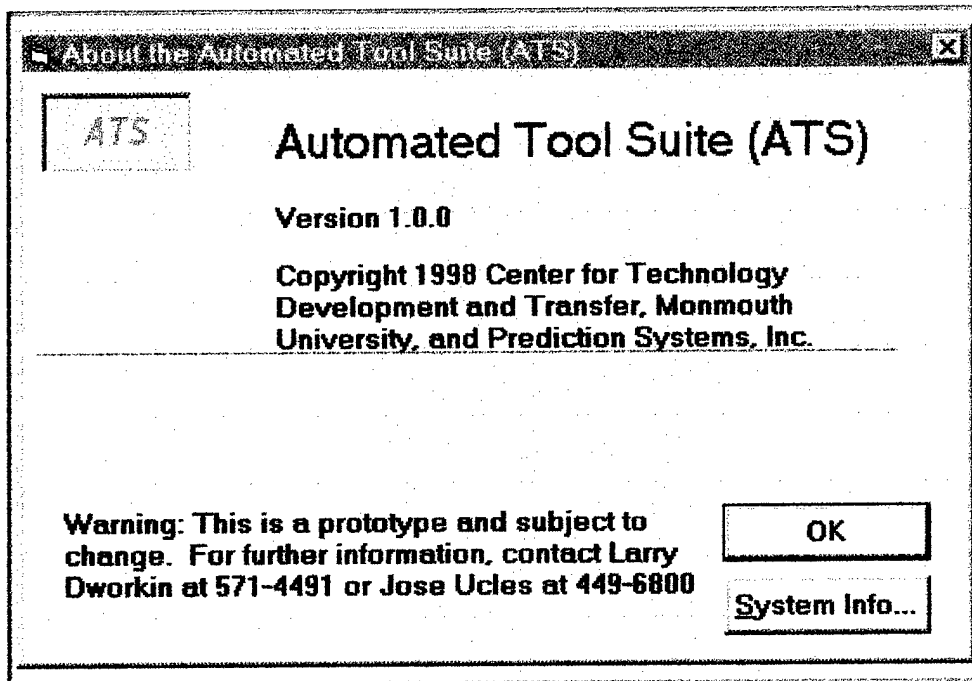 About the Automated Tool Suite (ATS)
ATS
Automated Tool Suite (ATS)
Version 1.0.0
Copyright 1998 Center for Technology
Development and Transfer, Monmouth
University, and Prediction Systems, Inc.
Warning: This is a prototype and subject to
change. For further information, contact Larry
Dworkin at 571-4491 or Jose Ucles at 449-6800
OK
System Info...